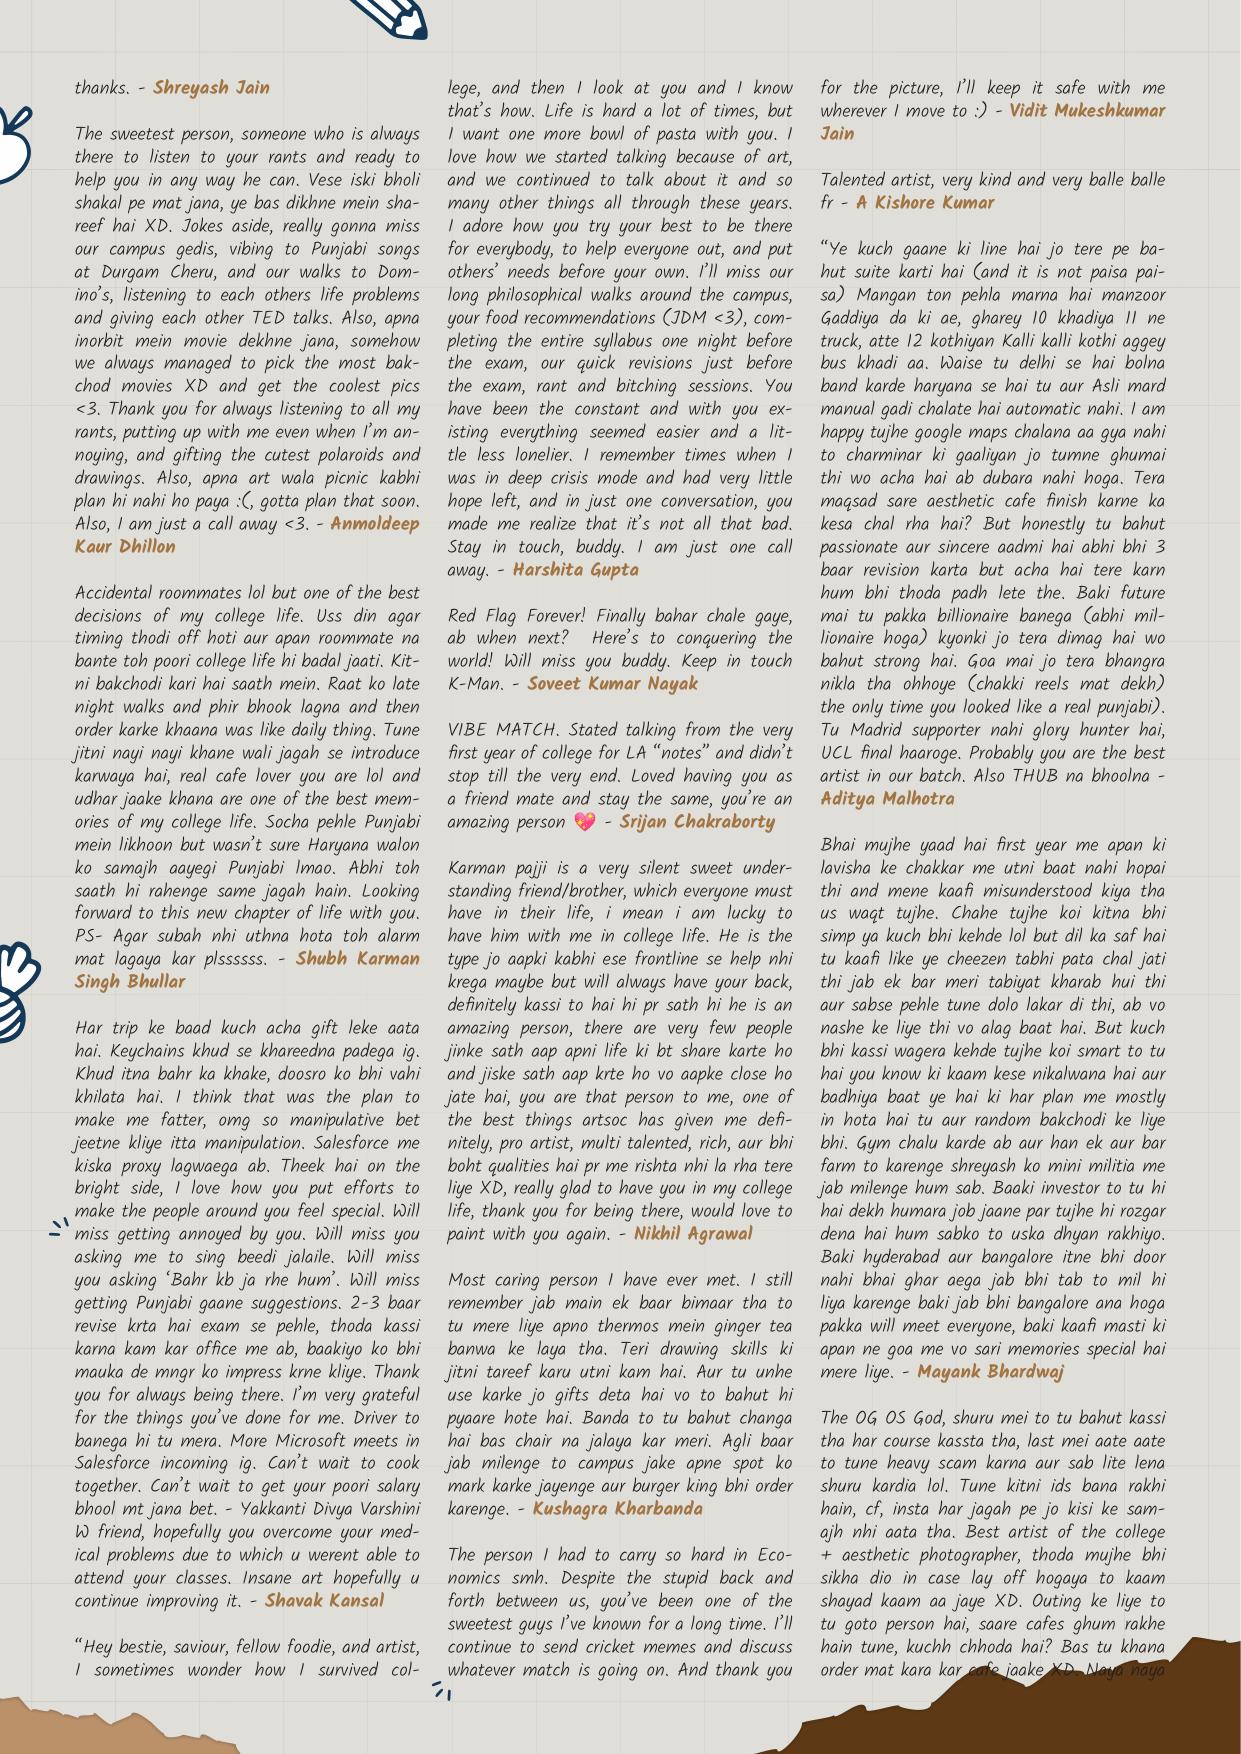 thanks. - Shreyash Jain
The sweetest person, someone who is always
there to listen to your rants and ready to
help you in any way he can. Vese iski bholi
shakal pe mat jana, ye bas dikhne mein sha-
reef hai XD. Jokes aside, really gonna miss
our campus gedis, vibing to Punjabi songs
at Durgam Cheru, and our walks to Dom-
ino's, listening to each others life problems
and giving each other TED talks. Also, apna
inorbit mein movie dekhne jana, somehow
we always managed to pick the most bak-
chod movies XD and get the coolest pics
<3. Thank you for always listening to all my
rants, putting up with me even when I'm an-
noying, and gifting the cutest polaroids and
drawings. Also, apna art wala picnic kabhi
plan hi nahi ho paya :(, gotta plan that soon.
Also, I am just a call away <3. - Anmoldeep
Kaur Dhillon
Accidental roommates lol but one of the best
decisions of my college life. Uss din agar
timing thodi off hoti aur apan roommate na
bante toh poori college life hi badal jaati. Kit-
ni bakchodi kari hai saath mein. Raat ko late
night walks and phir bhook lagna and then
order karke khaana was like daily thing. Tune
jitni nayi nayi khane wali jagah se introduce
karwaya hai, real cafe lover you are lol and
udhar jaake khana are one of the best mem-
ories of my college life. Socha pehle Punjabi
mein likhoon but wasn't sure Haryana walon
ko samajh aayegi Punjabi lmao. Abhi toh
saath hi rahenge same jagah hain. Looking
forward to this new chapter of life with you.
PS- Agar subah nhi uthna hota toh alarm
mat lagaya kar plssssss. - Shubh Karman
Singh Bhullar
Har trip ke baad kuch acha gift leke aata
hai. Keychains khud se khareedna padega ig.
Khud itna bahr ka khake, doosro ko bhi vahi
khilata hai. I think that was the plan to
make me fatter, omg so manipulative bet
jeetne kliye itta manipulation. Salesforce me
kiska proxy lagwaega ab. Theek hai on the
bright side, I love how you put efforts to
make the people around you feel special. Will
miss getting annoyed by you. Will miss you
asking me to sing beedi jalaile. Will miss
you asking 'Bahr kb ja rhe hum'. Will miss
getting Punjabi gaane suggestions. 2-3 baar
revise krta hai exam se pehle, thoda kassi
karna kam kar office me ab, baakiyo ko bhi
mauka de mngr ko impress krne kliye. Thank
you for always being there. I'm very grateful
for the things you've done for me. Driver to
banega hi tu mera. More Microsoft meets in
Salesforce incoming ig. Can't wait to cook
together. Can't wait to get your poori salary
bhool mt jana bet. - Yakkanti Divya Varshini
W friend, hopefully you overcome your med-
ical problems due to which u werent able to
attend your classes. Insane art hopefully u
continue improving it. - Shavak Kansal
“Hey bestie, saviour, fellow foodie, and artist,
I sometimes wonder how I survived col-
lege, and then I look at you and I know
that's how. Life is hard a lot of times, but
I want one more bowl of pasta with you. I
love how we started talking because of art,
and we continued to talk about it and so
many other things all through these years.
I adore how you try your best to be there
for everybody, to help everyone out, and put
others' needs before your own. I'll miss our
long philosophical walks around the campus,
your food recommendations (JDM <3), com-
pleting the entire syllabus one night before
the exam, our quick revisions just before
the exam, rant and bitching sessions. You
have been the constant and with you ex-
isting everything seemed easier and a lit-
tle less lonelier. I remember times when I
was in deep crisis mode and had very little
hope left, and in just one conversation, you
made me realize that it's not all that bad.
Stay in touch, buddy. I am just one call
away. - Harshita Gupta
Red Flag Forever! Finally bahar chale gaye,
ab when next? Here's to conquering the
world! Will miss you buddy. Keep in touch
K-Man. - Soveet Kumar Nayak
VIBE MATCH. Stated talking from the very
first year of college for LA “notes” and didn't
stop till the very end. Loved having you as
a friend mate and stay the same, you're an
amazing person 💖 - Srijan Chakraborty
Karman pajji is a very silent sweet under-
standing friend/brother, which everyone must
have in their life, i mean i am lucky to
have him with me in college life. He is the
type jo aapki kabhi ese frontline se help nhi
krega maybe but will always have your back,
definitely kassi to hai hi pr sath hi he is an
amazing person, there are very few people
jinke sath aap apni life ki bt share karte ho
and jiske sath aap krte ho vo aapke close ho
jate hai, you are that person to me, one of
the best things artsoc has given me defi-
nitely, pro artist, multi talented, rich, aur bhi
boht qualities hai pr me rishta nhi la rha tere
liye XD, really glad to have you in my college
life, thank you for being there, would love to
paint with you again. - Nikhil Agrawal
Most caring person I have ever met. I still
remember jab main ek baar bimaar tha to
tu mere liye apno thermos mein ginger tea
banwa ke laya tha. Teri drawing skills ki
jitni tareef karu utni kam hai. Aur tu unhe
use karke jo gifts deta hai vo to bahut hi
pyaare hote hai. Banda to tu bahut changa
hai bas chair na jalaya kar meri. Agli baar
jab milenge to campus jake apne spot ko
mark karke jayenge aur burger king bhi order
karenge. - Kushagra Kharbanda
The person I had to carry so hard in Eco-
nomics smh. Despite the stupid back and
forth between us, you've been one of the
sweetest guys I've known for a long time. I'll
continue to send cricket memes and discuss
whatever match is going on. And thank you
for the picture, I'll keep it safe with me
wherever I move to :) - Vidit Mukeshkumar
Jain
Talented artist, very kind and very balle balle
fr - A Kishore Kumar
“Ye kuch gaane ki line hai jo tere pe ba-
hut suite karti hai (and it is not paisa pai-
sa) Mangan ton pehla marna hai manzoor
Gaddiya da ki ae, gharey 10 khadiya 11 ne
truck, atte 12 kothiyan Kalli kalli kothi aggey
bus khadi aa. Waise tu delhi se hai bolna
band karde haryana se hai tu aur Asli mard
manual gadi chalate hai automatic nahi. I am
happy tujhe google maps chalana aa gya nahi
to charminar ki gaaliyan jo tumne ghumai
thi wo acha hai ab dubara nahi hoga. Tera
maqsad sare aesthetic cafe finish karne ka
kesa chal rha hai? But honestly tu bahut
passionate aur sincere aadmi hai abhi bhi 3
baar revision karta but acha hai tere karn
hum bhi thoda padh lete the. Baki future
mai tu pakka billionaire banega (abhi mil-
lionaire hoga) kyonki jo tera dimag hai wo
bahut strong hai. Goa mai jo tera bhangra
nikla tha ohhoye (chakki reels mat dekh)
the only time you looked like a real punjabi).
Tu Madrid supporter nahi glory hunter hai,
UCL final haaroge. Probably you are the best
artist in our batch. Also THUB na bhoolna -
Aditya Malhotra
Bhai mujhe yaad hai first year me apan ki
lavisha ke chakkar me utni baat nahi hopai
thi and mene kaafi misunderstood kiya tha
us waqt tujhe. Chahe tujhe koi kitna bhi
simp ya kuch bhi kehde lol but dil ka saf hai
tu kaafi like ye cheezen tabhi pata chal jati
thi jab ek bar meri tabiyat kharab hui thi
aur sabse pehle tune dolo lakar di thi, ab vo
nashe ke liye thi vo alag baat hai. But kuch
bhi kassi wagera kehde tujhe koi smart to tu
hai you know ki kaam kese nikalwana hai aur
badhiya baat ye hai ki har plan me mostly
in hota hai tu aur random bakchodi ke liye
bhi. Gym chalu karde ab aur han ek aur bar
farm to karenge shreyash ko mini militia me
jab milenge hum sab. Baaki investor to tu hi
hai dekh humara job jaane par tujhe hi rozgar
dena hai hum sabko to uska dhyan rakhiyo.
Baki hyderabad aur bangalore itne bhi door
nahi bhai ghar aega jab bhi tab to mil hi
liya karenge baki jab bhi bangalore ana hoga
pakka will meet everyone, baki kaafi masti ki
apan ne goa me vo sari memories special hai
mere liye. - Mayank Bhardwaj
The OG OS God, shuru mei to tu bahut kassi
tha har course kassta tha, last mei aate aate
to tune heavy scam karna aur sab lite lena
shuru kardia lol. Tune kitni ids bana rakhi
hain, cf, insta har jagah pe jo kisi ke sam-
ajh nhi aata tha. Best artist of the college
+ aesthetic photographer, thoda mujhe bhi
sikha dio in case lay off hogaya to kaam
shayad kaam aa jaye XD. Outing ke liye to
tu goto person hai, saare cafes ghum rakhe
hain tune, kuchh chhoda hai? Bas tu khana
order mat kara kar cafe jaake XD. Naya naya